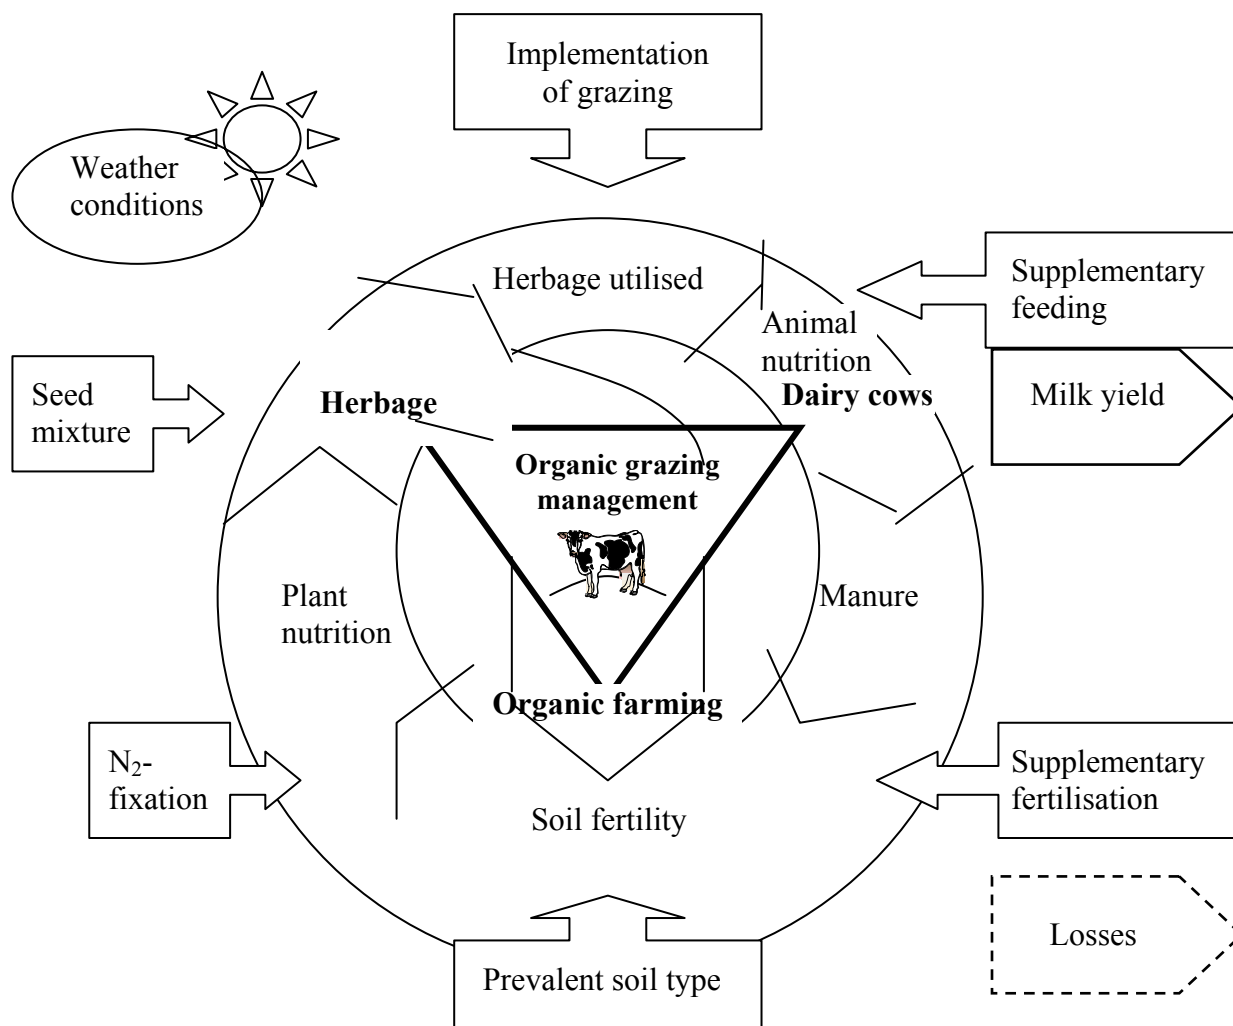 Implementation
of grazing
Weather
conditions
Herbage utilised
Supplementary
feeding
Animal
nutrition
Seed
mixture
Herbage
Dairy cows
Milk yield
Organic grazing
management
Plant
nutrition
Manure
Organic farming
N₂-
fixation
Supplementary
fertilisation
Soil fertility
Losses
Prevalent soil type